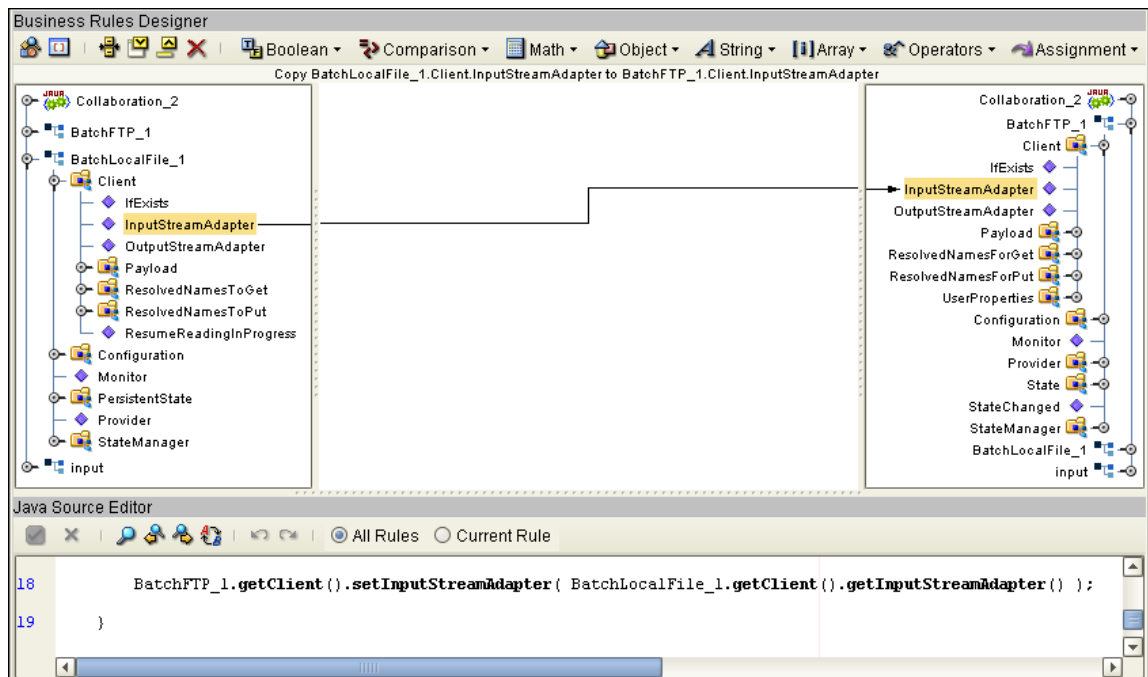 Business Rules Designer
Boolean Comparison Math Object String Array Operators Assignment
Copy BatchLocalFile_1.Client.InputStreamAdapter to BatchFTP_1.Client.InputStreamAdapter
JAVA
Collaboration_2
BatchFTP_1
BatchLocalFile_1
Client
IfExists
InputStreamAdapter
OutputStreamAdapter
Payload
ResolvedNamesToGet
ResolvedNamesToPut
ResumeReadingInProgress
Configuration
Monitor
PersistentState
Provider
StateManager
input
JAVA
Collaboration_2
BatchFTP_1
Client
IfExists
InputStreamAdapter
OutputStreamAdapter
Payload
ResolvedNamesForGet
ResolvedNamesForPut
UserProperties
Configuration
Monitor
Provider
State
StateChanged
StateManager
BatchLocalFile_1
input
Java Source Editor
All Rules Current Rule
18 BatchFTP_1.getClient().setInputStreamAdapter( BatchLocalFile_1.getClient().getInputStreamAdapter() );
19 }